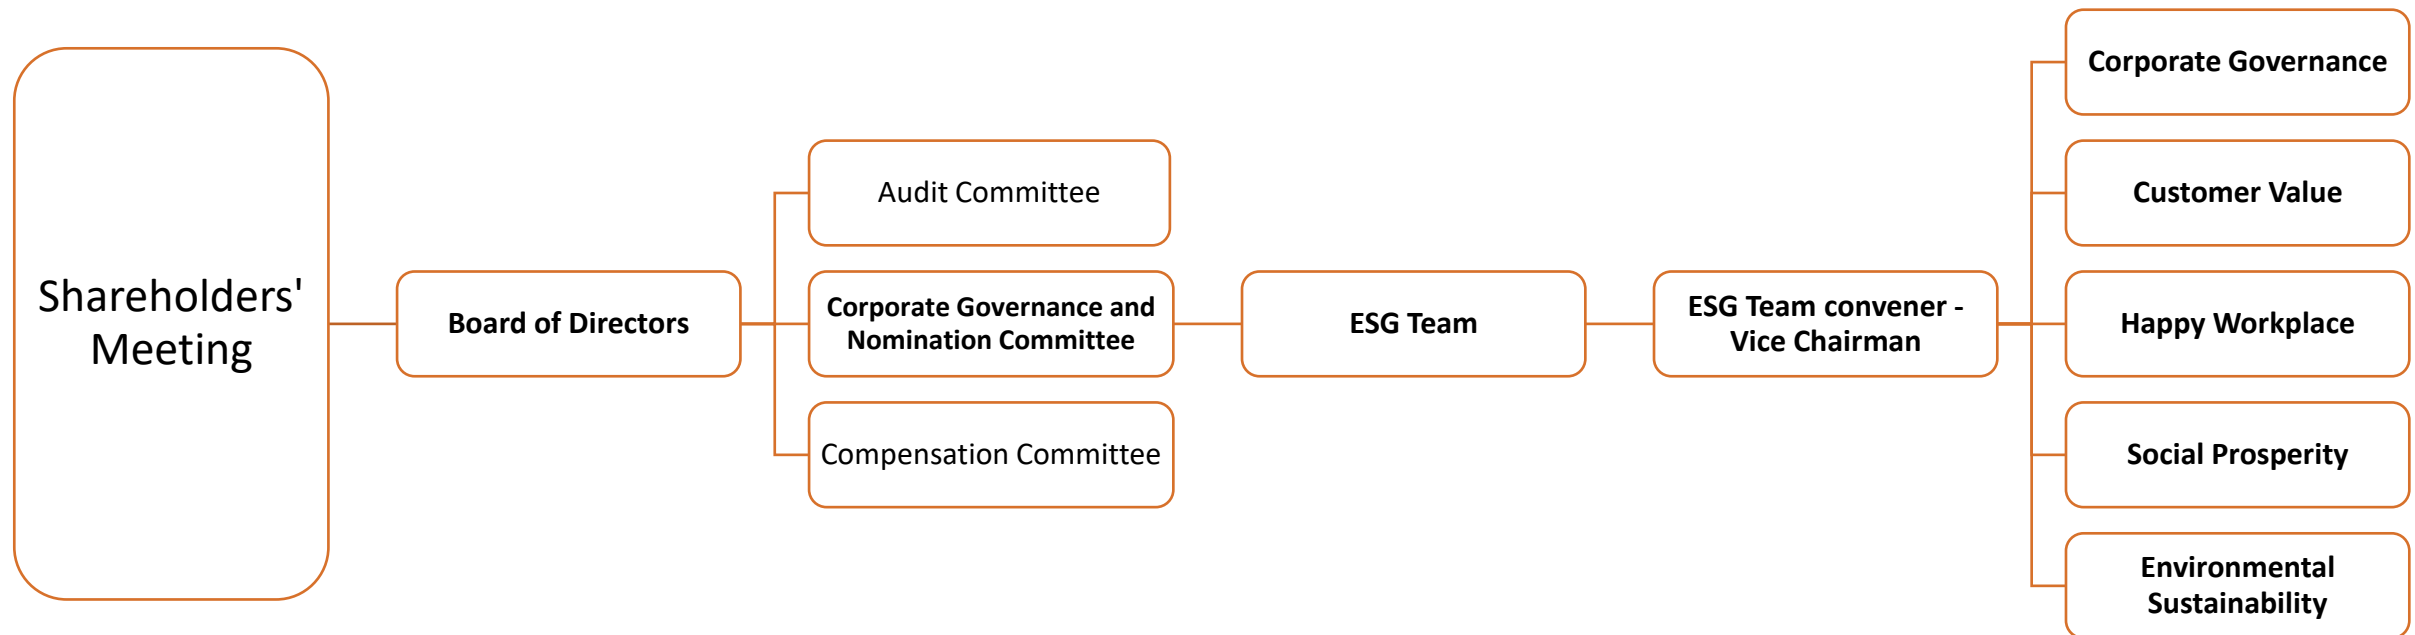 Shareholders'
Meeting
Board of Directors
Audit Committee
Corporate Governance and
Nomination Committee
Compensation Committee
ESG Team
ESG Team convener -
Vice Chairman
Corporate Governance
Customer Value
Happy Workplace
Social Prosperity
Environmental
Sustainability